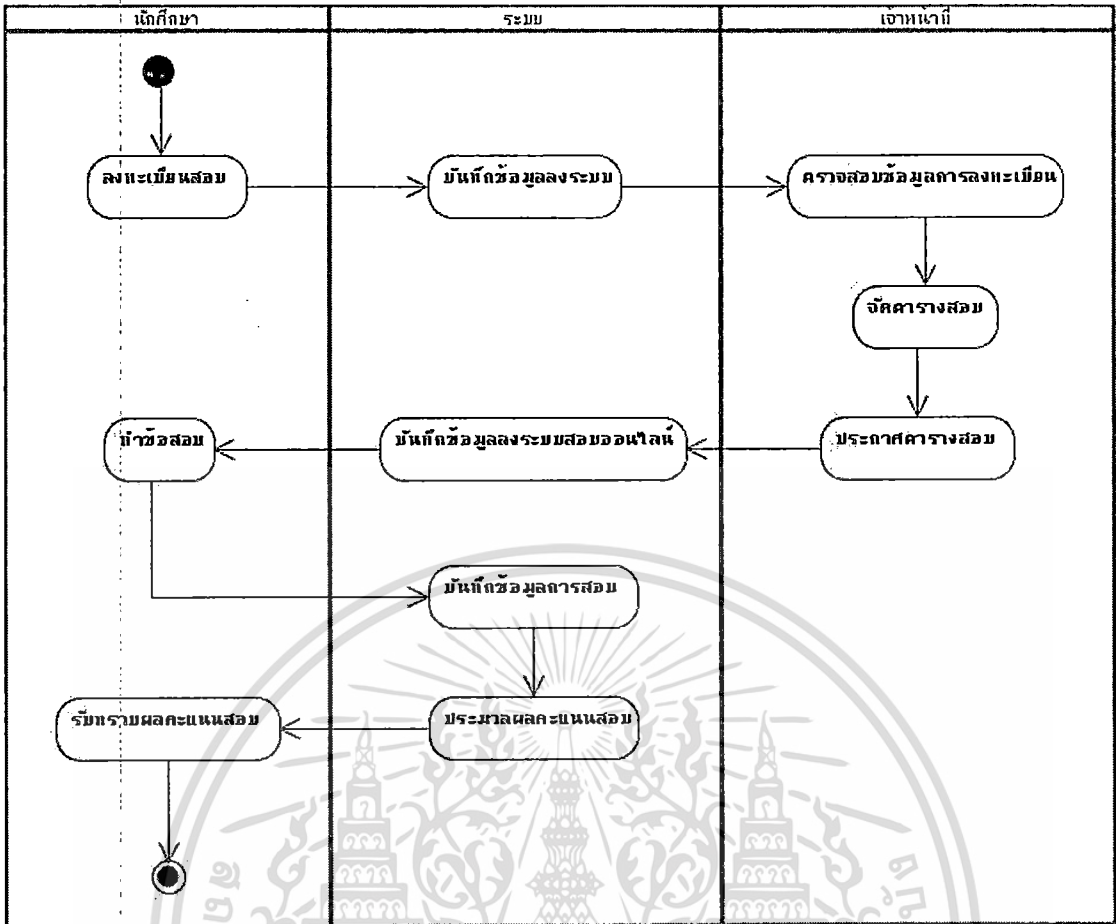 นักศึกษา
ระบบ
เจ้าหน้าที่
ลงทะเบียนสอบ
บันทึกข้อมูลลงระบบ
ตรวจสอบข้อมูลการลงทะเบียน
จัดตารางสอบ
ทำข้อสอบ
บันทึกข้อมูลลงระบบสอบออนไลน์
ประกาศตารางสอบ
บันทึกข้อมูลการสอบ
รับทราบผลคะแนนสอบ
ประมวลผลคะแนนสอบ